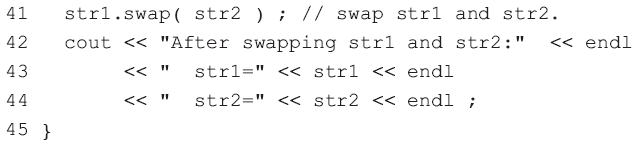 41   str1.swap( str2 ) ; // swap str1 and str2.
42   cout << "After swapping str1 and str2:"  << endl
43        << "  str1=" << str1 << endl
44        << "  str2=" << str2 << endl ;
45 }